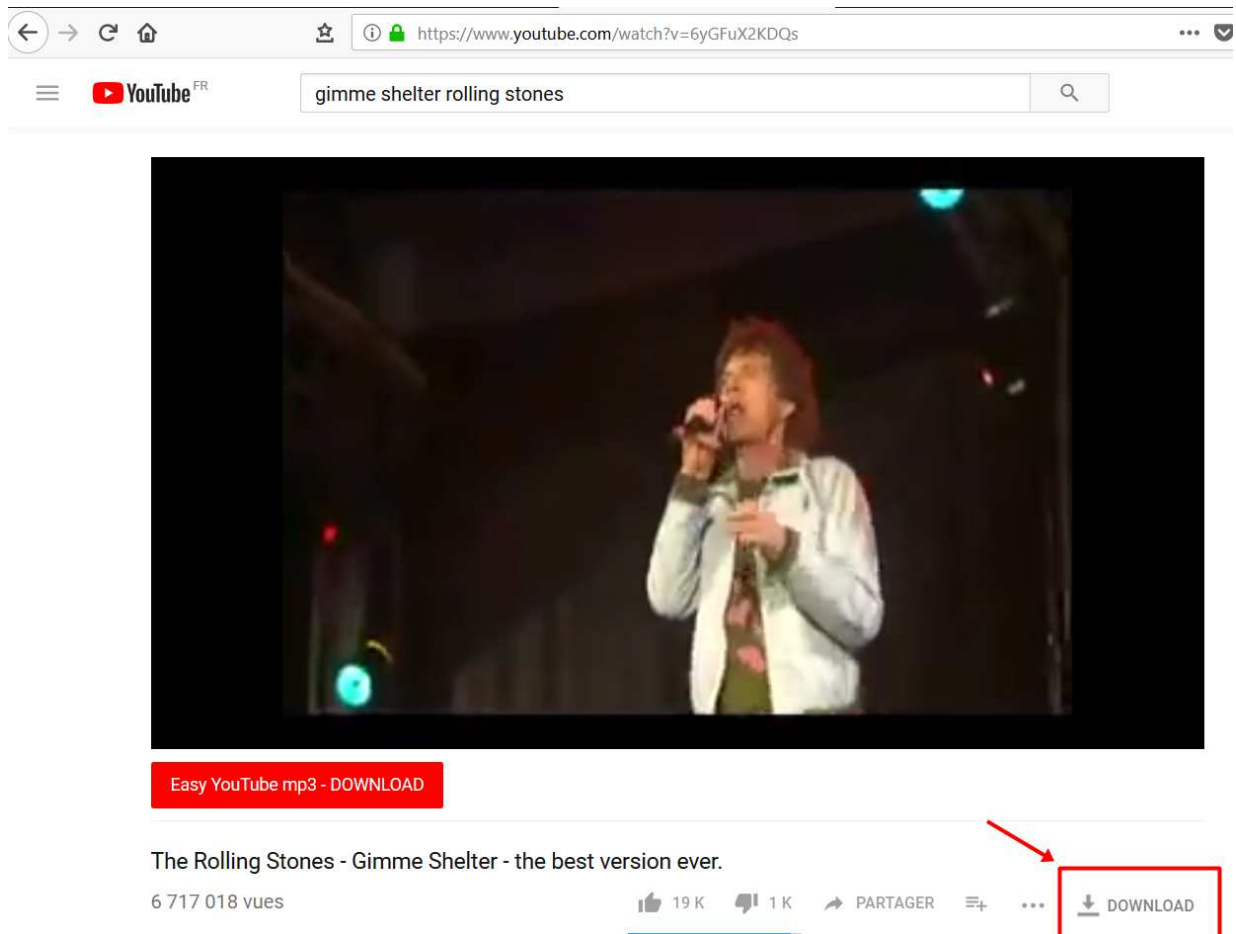 https://www.youtube.com/watch?v=6yGFuX2KDQs
YouTube FR
gimme shelter rolling stones
Easy YouTube mp3 - DOWNLOAD
The Rolling Stones - Gimme Shelter - the best version ever.
6 717 018 vues 19 K 1 K PARTAGER DOWNLOAD